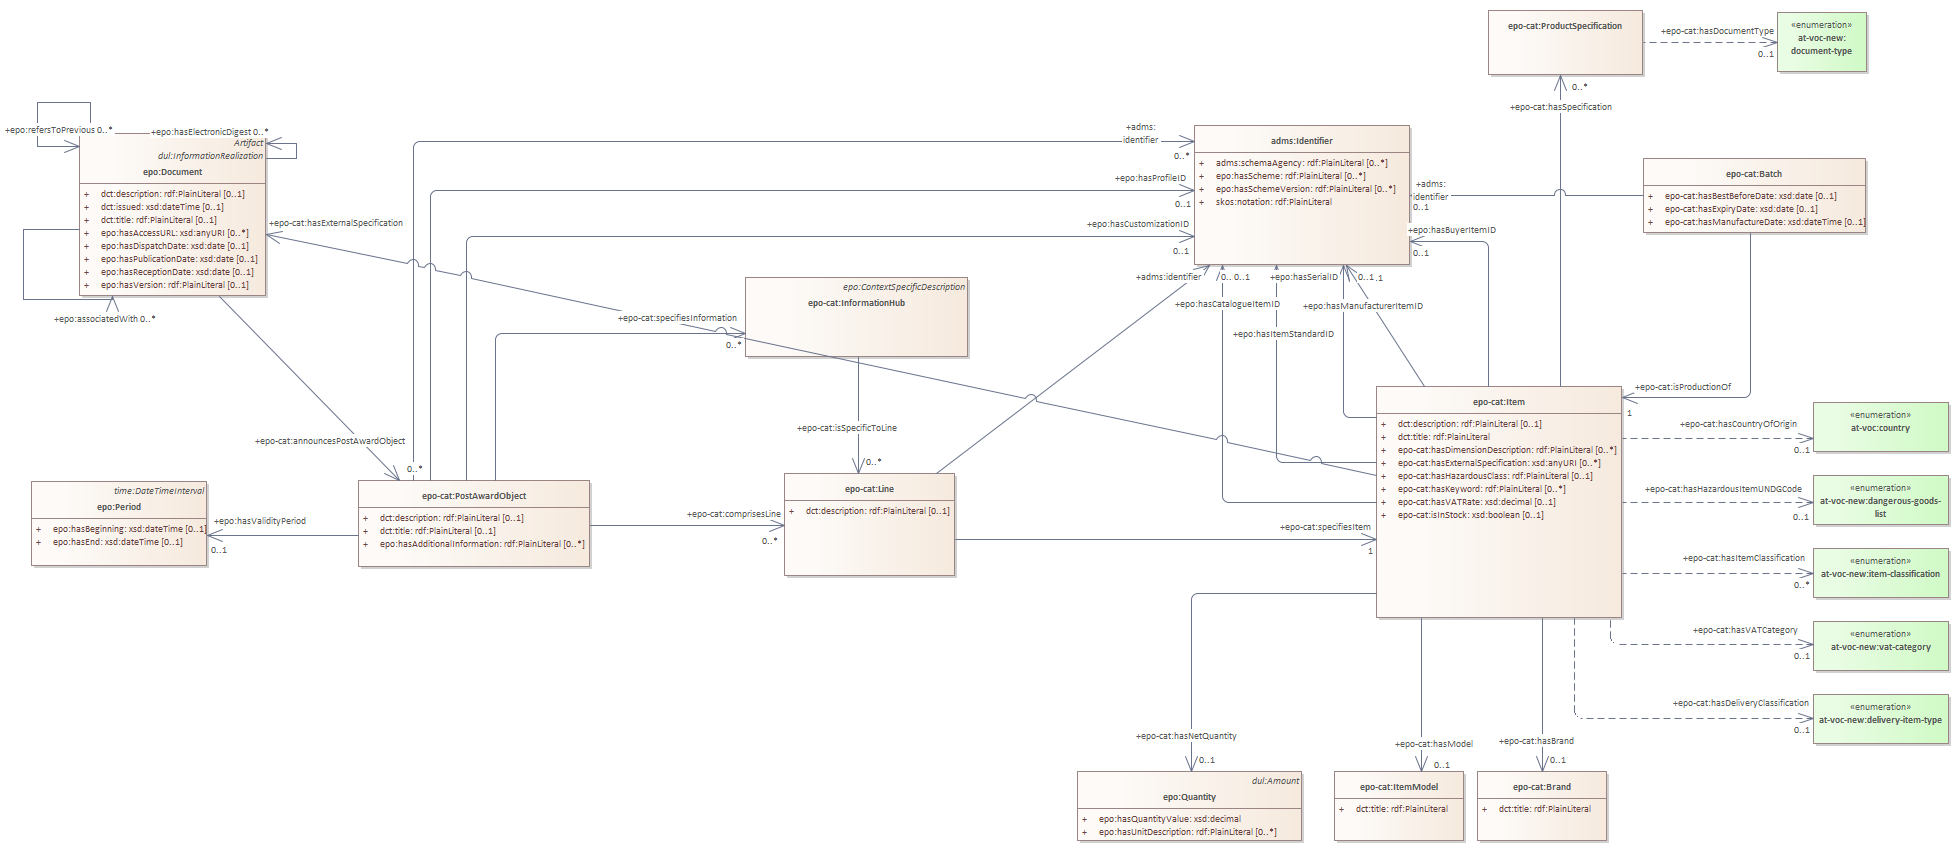 epo-cat:ProductSpecification
+epo-cat:hasDocumentType
0..1
«enumeration»
at-voc-new:
document-type
0..*
+epo-cat:hasSpecification
+epo:refersToPrevious 0..*
+epo:hasElectronicDigest 0..*
Artifact
dul:InformationRealization
epo:Document
+ dct:description: rdf:PlainLiteral [0..1]
+ dct:issued: xsd:dateTime [0..1]
+ dct:title: rdf:PlainLiteral [0..1]
+ epo:hasAccessURL: xsd:anyURI [0..*]
+ epo:hasDispatchDate: xsd:date [0..1]
+ epo:hasPublicationDate: xsd:date [0..1]
+ epo:hasReceptionDate: xsd:date [0..1]
+ epo:hasVersion: rdf:PlainLiteral [0..1]
+epo:associatedWith 0..*
+epo-cat:hasExternalSpecification
+adms:
identifier
0..*
+epo:hasProfileID
0..1
+epo:hasCustomizationID
0..1
adms:Identifier
+ adms:schemaAgency: rdf:PlainLiteral [0..*]
+ epo:hasScheme: rdf:PlainLiteral [0..*]
+ epo:hasSchemeVersion: rdf:PlainLiteral [0..*]
+ skos:notation: rdf:PlainLiteral
+adms:
identifier
0..1
+epo:hasBuyerItemID
0..1
epo-cat:Batch
+ epo-cat:hasBestBeforeDate: xsd:date [0..1]
+ epo-cat:hasExpiryDate: xsd:date [0..1]
+ epo-cat:hasManufactureDate: xsd:dateTime [0..1]
+adms:identifier
0.. 0..1
+epo:hasSerialID
0..1 .1
+epo:hasCatalogueItemID
+epo:hasManufacturerItemID
+epo:hasItemStandardID
epo:ContextSpecificDescription
epo-cat:InformationHub
+epo-cat:specifiesInformation
0..*
+epo-cat:isSpecificToLine
0..*
+epo-cat:announcesPostAwardObject
0..*
+epo-cat:isProductionOf
1
epo-cat:Item
+ dct:description: rdf:PlainLiteral [0..1]
+ dct:title: rdf:PlainLiteral
+ epo-cat:hasDimensionDescription: rdf:PlainLiteral [0..*]
+ epo-cat:hasExternalSpecification: xsd:anyURI [0..*]
+ epo-cat:hasHazardousClass: rdf:PlainLiteral [0..1]
+ epo-cat:hasKeyword: rdf:PlainLiteral [0..*]
+ epo-cat:hasVATRate: xsd:decimal [0..1]
+ epo-cat:isInStock: xsd:boolean [0..1]
+epo-cat:hasCountryOfOrigin
0..1
«enumeration»
at-voc:country
+epo-cat:hasHazardousItemUNDGCode
0..1
«enumeration»
at-voc-new:dangerous-goods-
list
+epo-cat:hasItemClassification
0..*
«enumeration»
at-voc-new:item-classification
+epo-cat:hasVATCategory
0..1
«enumeration»
at-voc-new:vat-category
+epo-cat:hasDeliveryClassification
0..1
«enumeration»
at-voc-new:delivery-item-type
time:DateTimeInterval
epo:Period
+ epo:hasBeginning: xsd:dateTime [0..1]
+ epo:hasEnd: xsd:dateTime [0..1]
+epo:hasValidityPeriod
0..1
epo-cat:PostAwardObject
+ dct:description: rdf:PlainLiteral [0..1]
+ dct:title: rdf:PlainLiteral [0..1]
+ epo:hasAdditionalInformation: rdf:PlainLiteral [0..*]
+epo-cat:comprisesLine
0..*
epo-cat:Line
+ dct:description: rdf:PlainLiteral [0..1]
+epo-cat:specifiesItem
1
+epo-cat:hasNetQuantity
0..1
+epo-cat:hasModel
0..1
+epo-cat:hasBrand
0..1
dul:Amount
epo:Quantity
+ epo:hasQuantityValue: xsd:decimal
+ epo:hasUnitDescription: rdf:PlainLiteral [0..*]
epo-cat:ItemModel
+ dct:title: rdf:PlainLiteral
epo-cat:Brand
+ dct:title: rdf:PlainLiteral